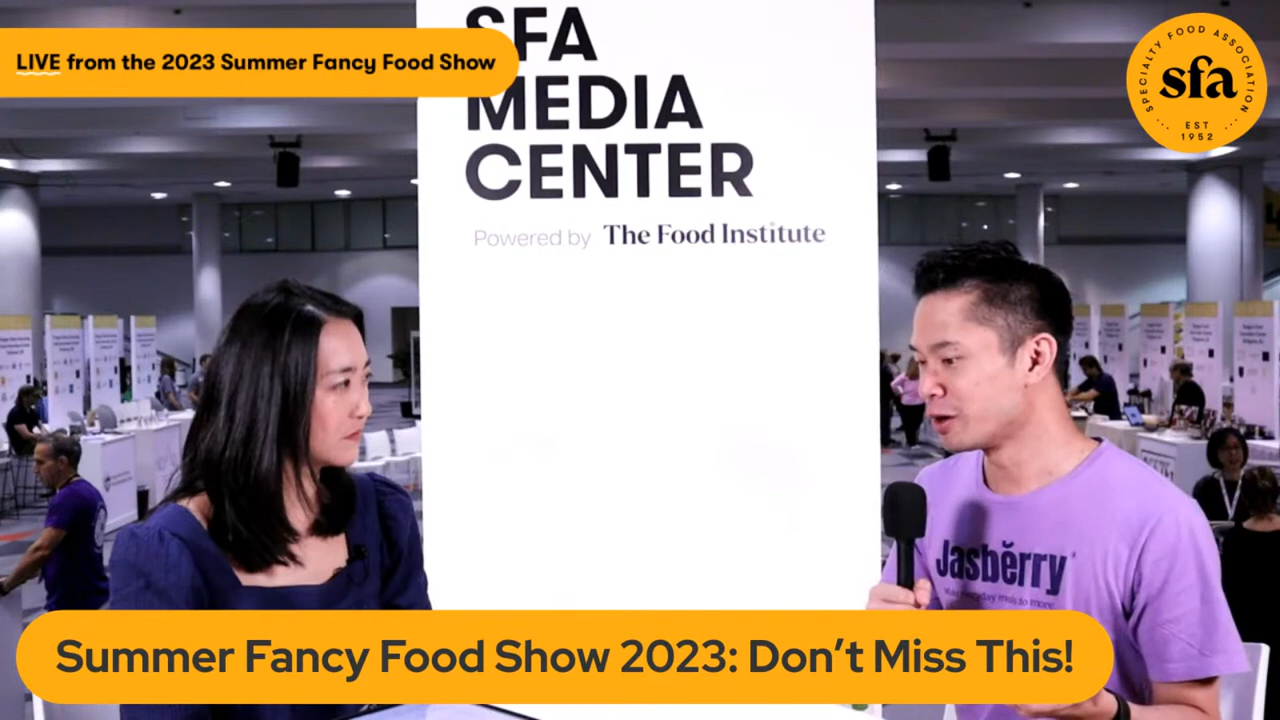 LIVE from the 2023 Summer Fancy Food Show
SFA
MEDIA
CENTER
Powered by The Food Institute
SPECIALTY FOOD ASSOCIATION
sfa
EST
1952
Jasběrry
Summer Fancy Food Show 2023: Don't Miss This!